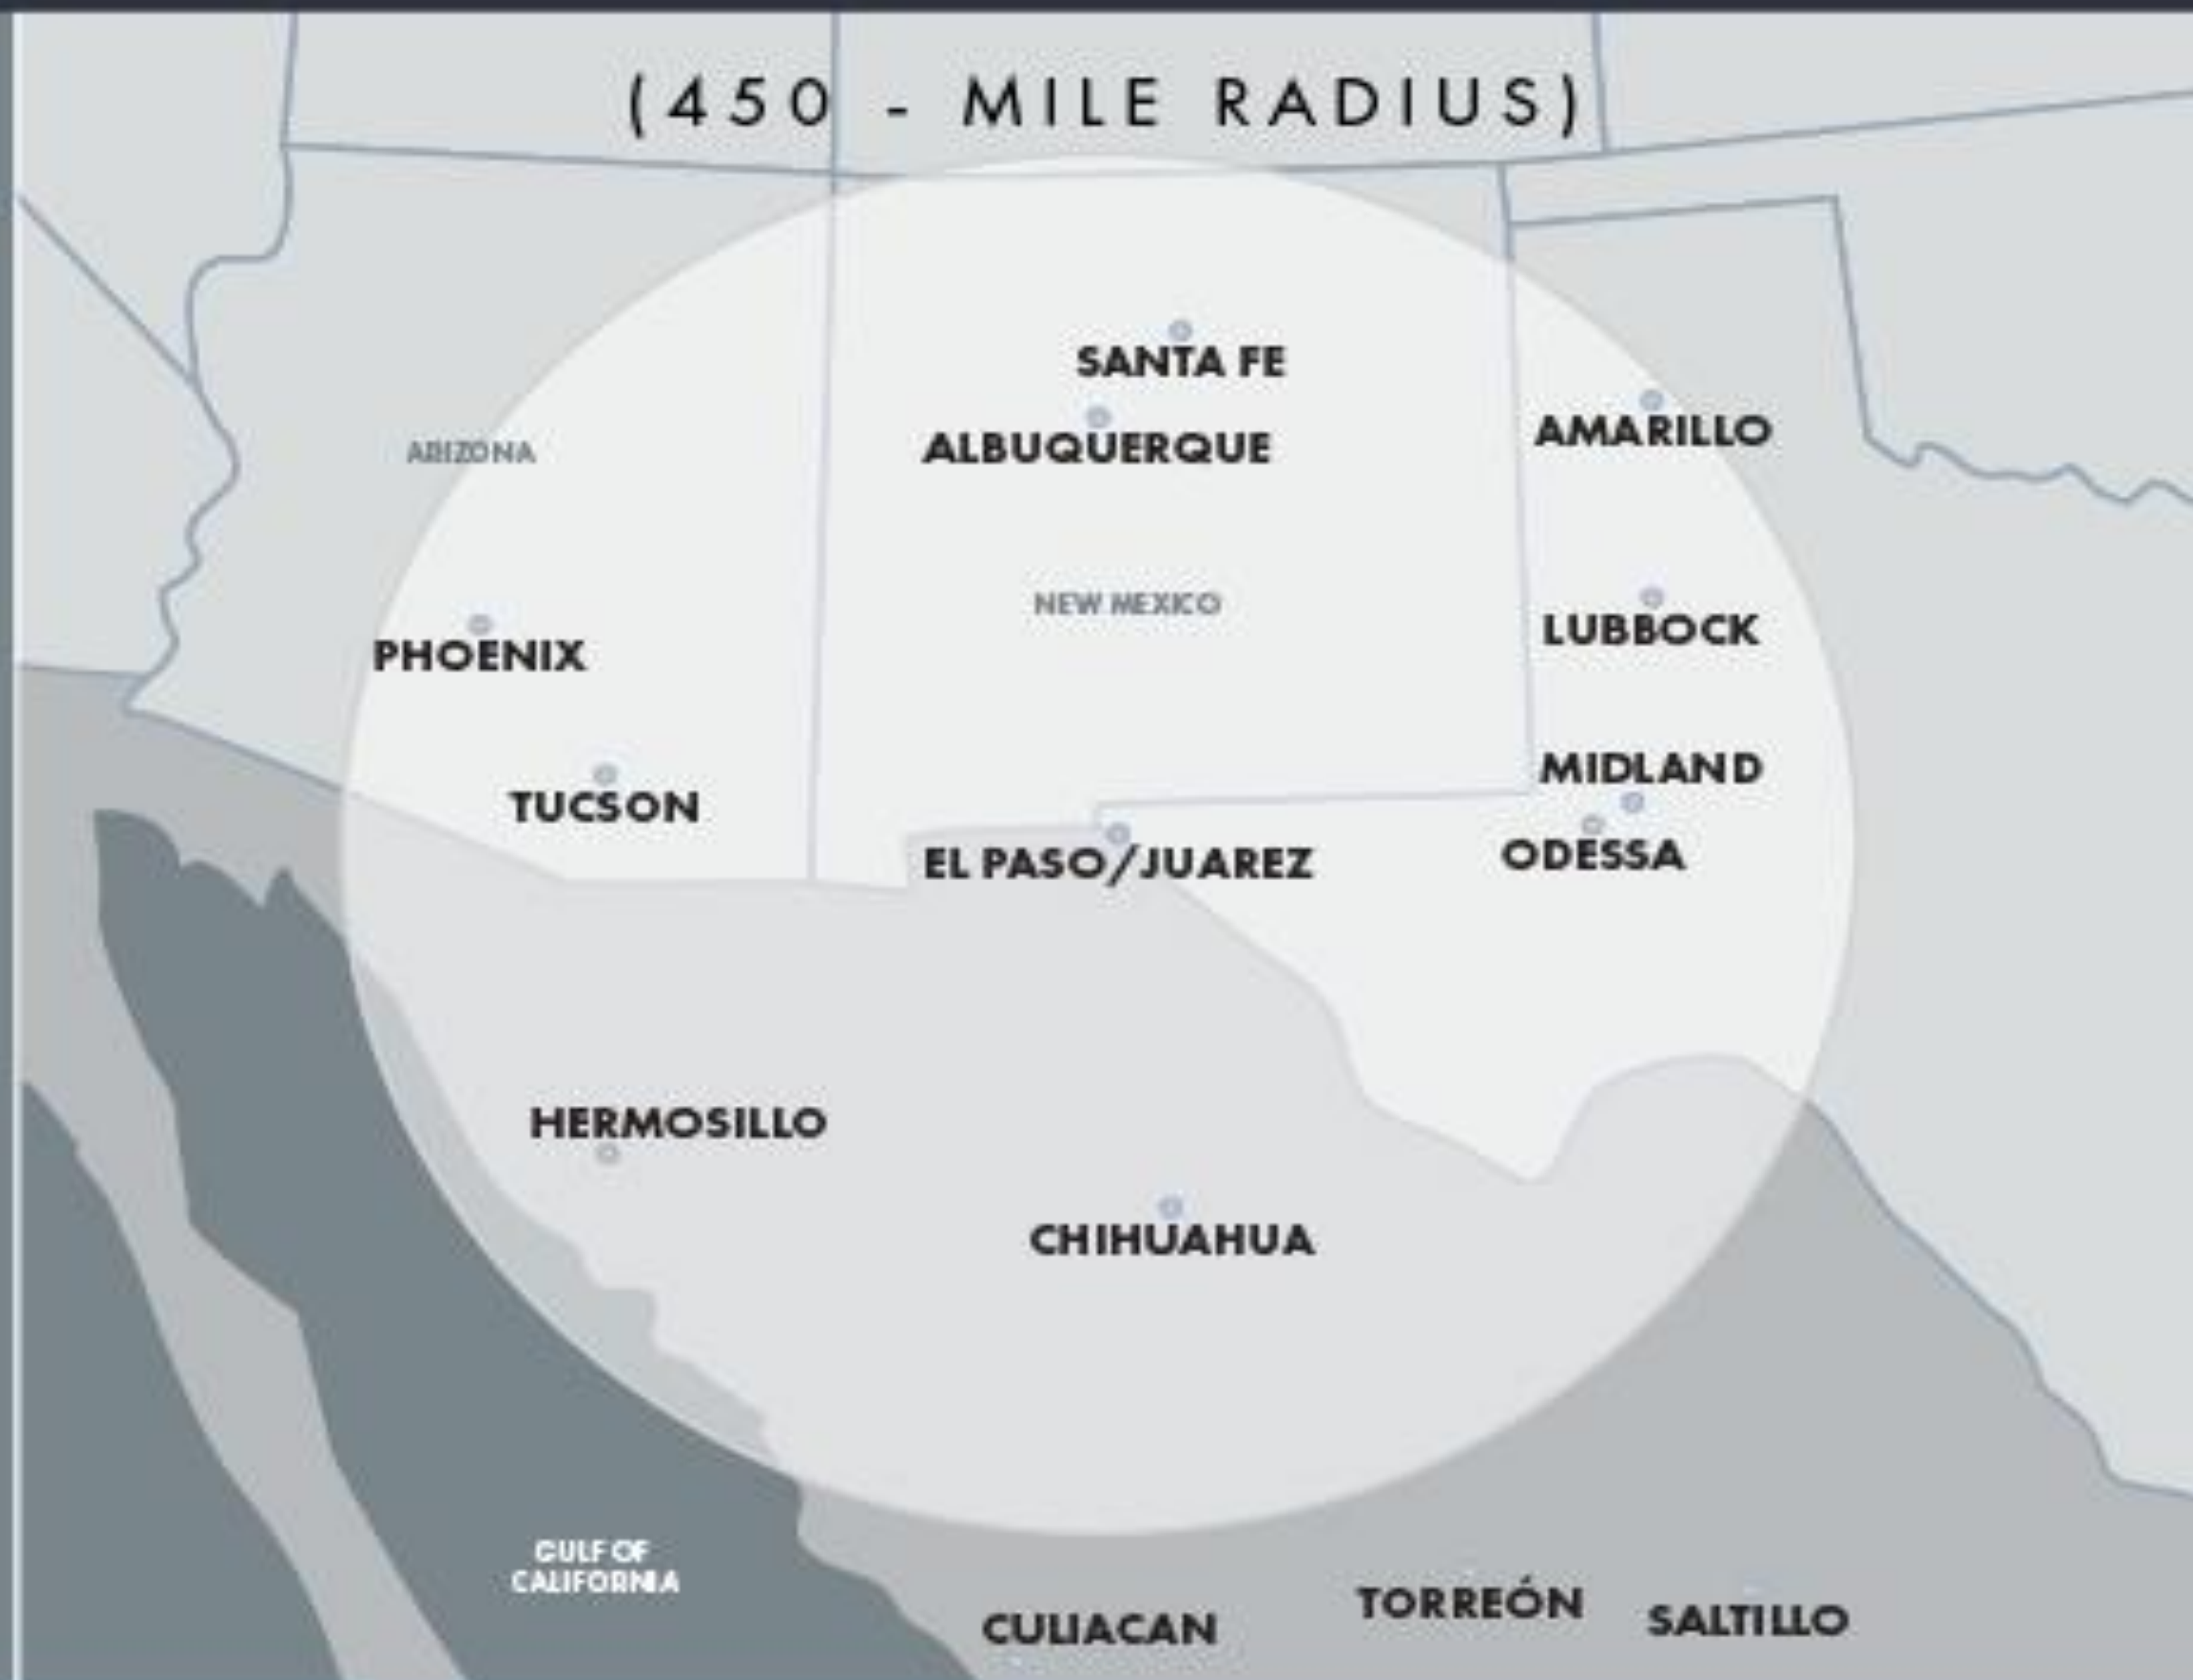 (450 - MILE RADIUS)
SANTA FE
AMARILLO
ALBUQUERQUE
ARIZONA
NEW MEXICO
LUBBOCK
PHOENIX
MIDLAND
TUCSON
EL PASO/JUAREZ
ODESSA
HERMOSILLO
CHIHUAHUA
GULF OF
CALIFORNIA
CULIACAN
TORREÓN
SALTILLO